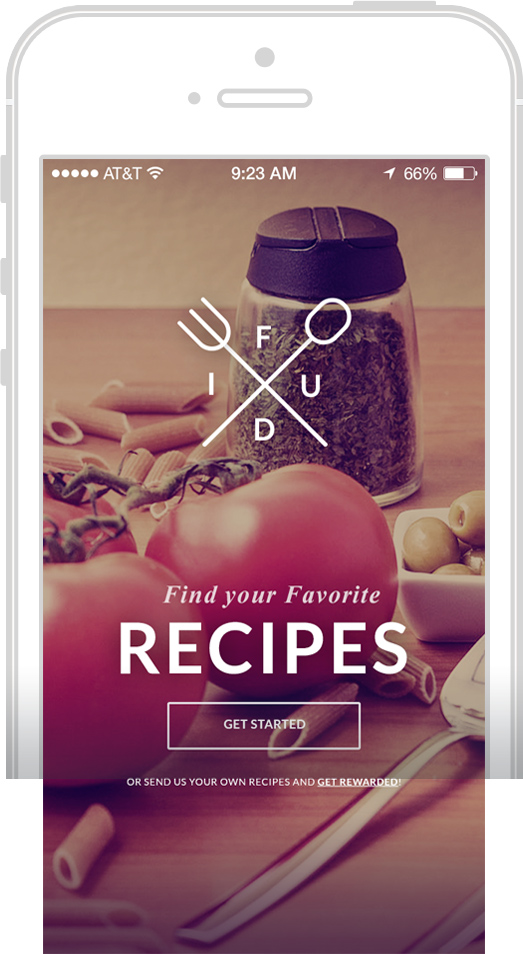 AT&T 9:23 AM 66%
F
I U
D
Find your Favorite
RECIPES
GET STARTED
OR SEND US YOUR OWN RECIPES AND GET REWARDED!